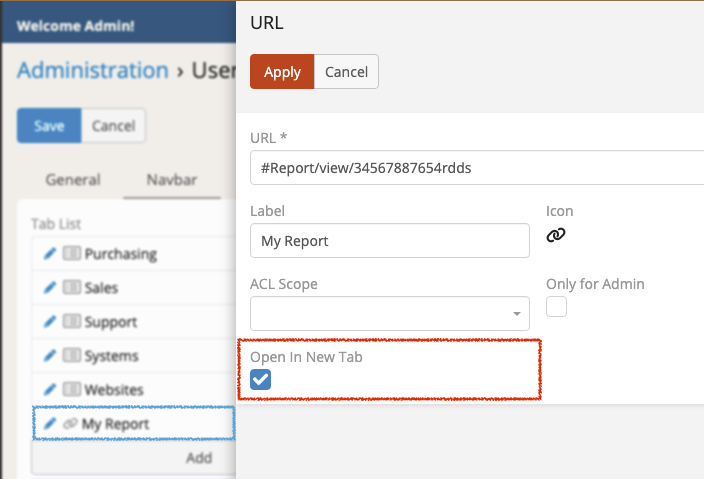 Welcome Admin!
Administration › User
Save
Cancel
General
Navbar
Tab List
Purchasing
Sales
Support
Systems
Websites
My Report
Add
URL
Apply
Cancel
URL *
#Report/view/34567887654rdds
Label
Icon
My Report
ACL Scope
Only for Admin
Open In New Tab